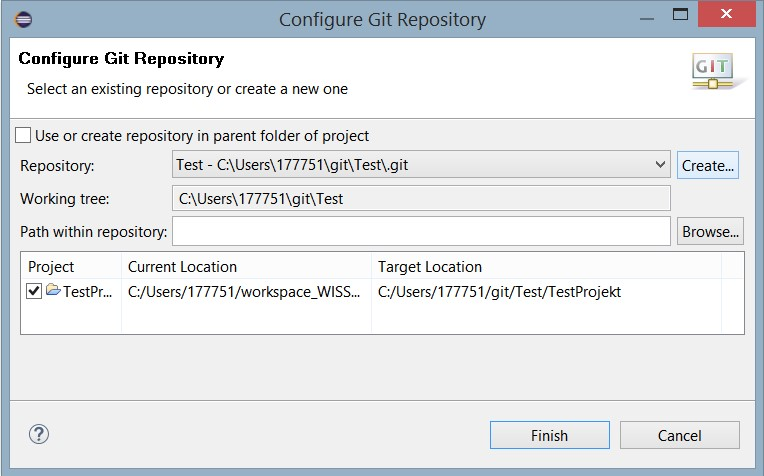 Configure Git Repository
Configure Git Repository
Select an existing repository or create a new one
GIT
Use or create repository in parent folder of project
Repository: Test - C:\Users\177751\git\Test\.git Create...
Working tree: C:\Users\177751\git\Test
Path within repository: Browse...
Project Current Location Target Location
TestPr... C:/Users/177751/workspace_WISS... C:/Users/177751/git/Test/TestProjekt
? Finish Cancel